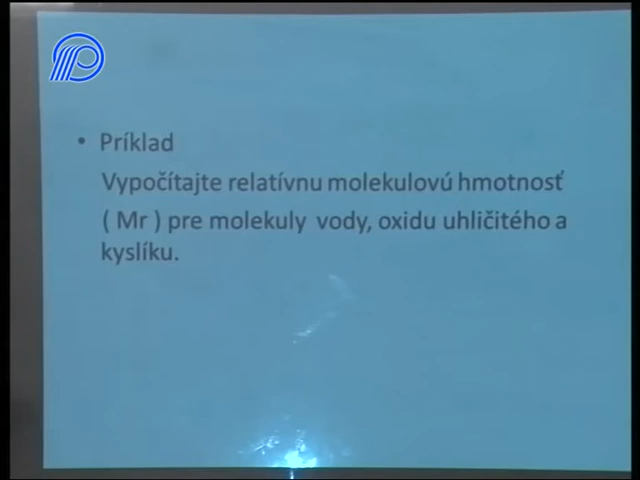 • Príklad
Vypočítajte relatívnu molekulovú hmotnosť
( Mr ) pre molekuly vody, oxidu uhličitého a
kyslíku.